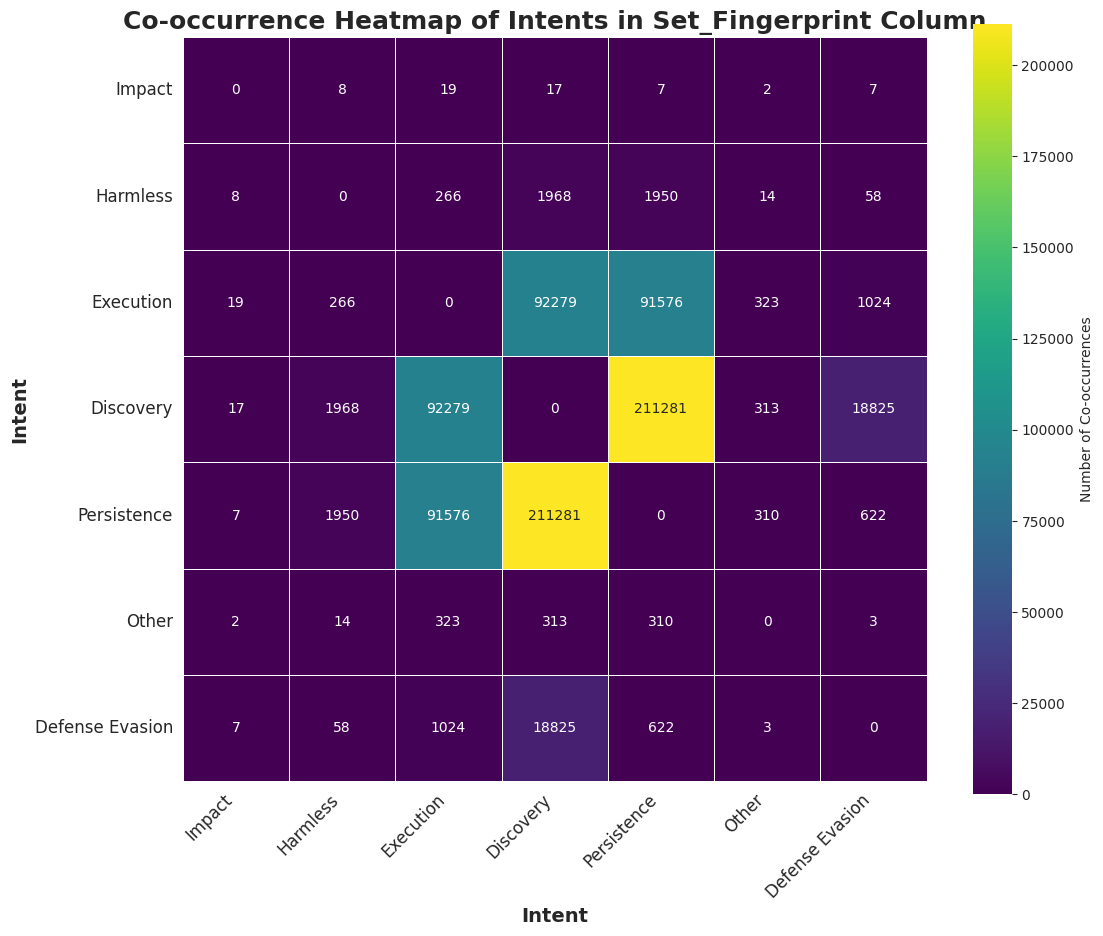 Co-occurrence Heatmap of Intents in Set_Fingerprint Column
Impact 0 8 19 17 7 2 7
Harmless 8 0 266 1968 1950 14 58
Execution 19 266 0 92279 91576 323 1024
Discovery 17 1968 92279 0 211281 313 18825
Persistence 7 1950 91576 211281 0 310 622
Other 2 14 323 313 310 0 3
Defense Evasion 7 58 1024 18825 622 3 0
Impact Harmless Execution Discovery Persistence Other Defense Evasion
Intent
Intent
200000
175000
150000
125000
100000
75000
50000
25000
0
Number of Co-occurrences